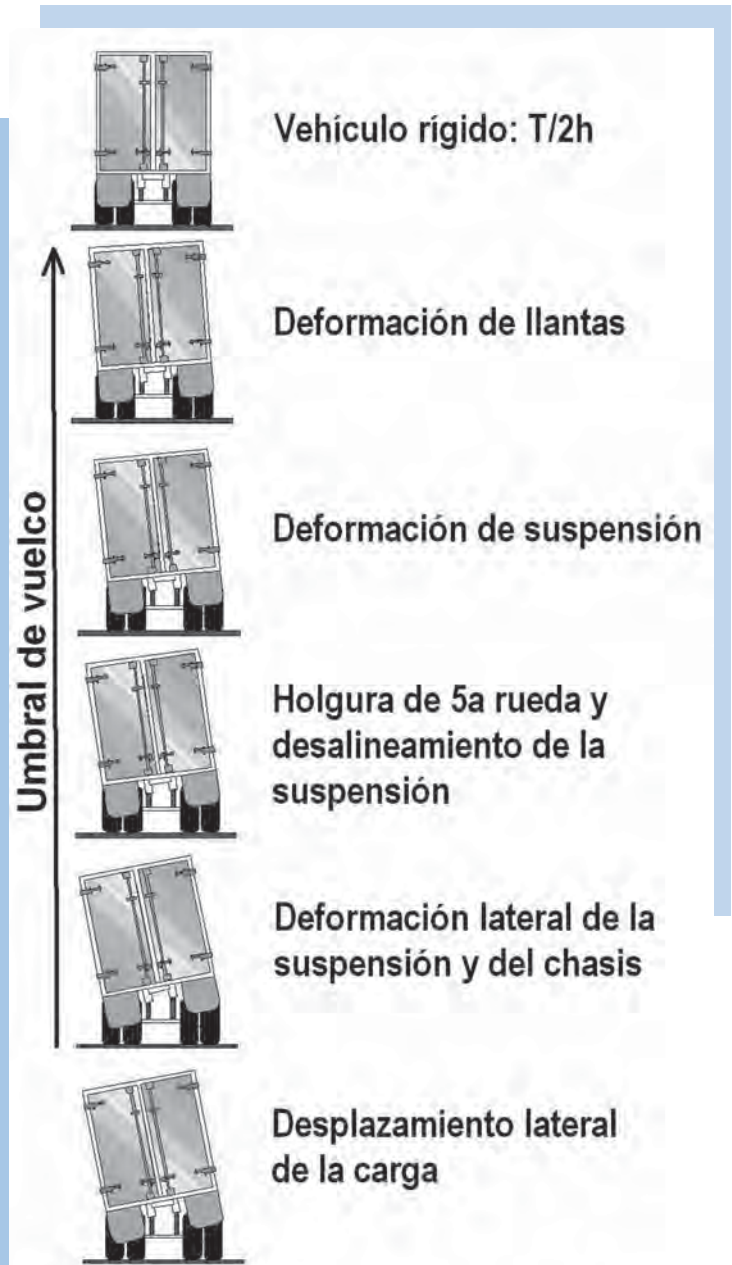 Vehículo rígido: T/2h
Deformación de llantas
Deformación de suspensión
Umbral de vuelco
Holgura de 5a rueda y
desalineamiento de la
suspensión
Deformación lateral de la
suspensión y del chasis
Desplazamiento lateral
de la carga